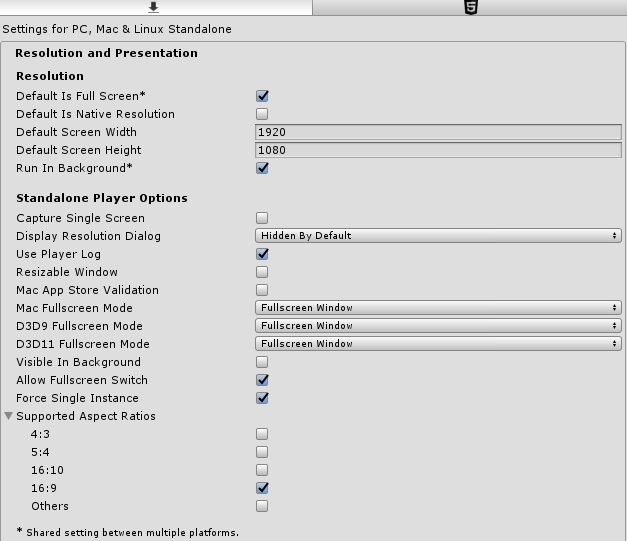 5
Settings for PC, Mac & Linux Standalone
Resolution and Presentation
Resolution
Default Is Full Screen*
Default Is Native Resolution
Default Screen Width 1920
Default Screen Height 1080
Run In Background*
Standalone Player Options
Capture Single Screen
Display Resolution Dialog Hidden By Default
Use Player Log
Resizable Window
Mac App Store Validation
Mac Fullscreen Mode Fullscreen Window
D3D9 Fullscreen Mode Fullscreen Window
D3D11 Fullscreen Mode Fullscreen Window
Visible In Background
Allow Fullscreen Switch
Force Single Instance
Supported Aspect Ratios
4:3
5:4
16:10
16:9
Others
* Shared setting between multiple platforms.